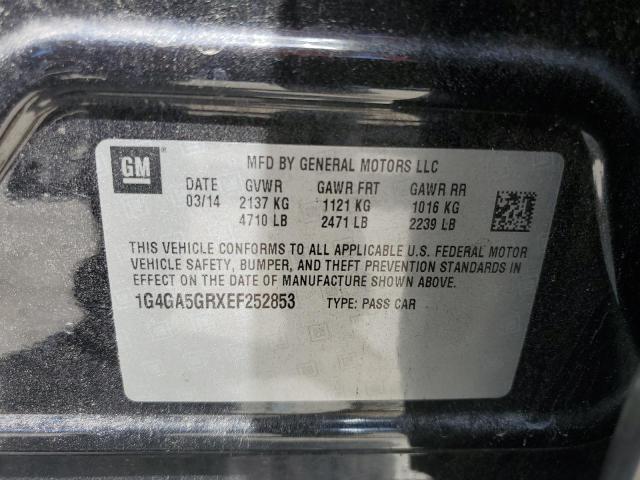 GM ®
MFD BY GENERAL MOTORS LLC
DATE GVWR GAWR FRT GAWR RR
03/14 2137 KG 1121 KG 1016 KG
4710 LB 2471 LB 2239 LB
THIS VEHICLE CONFORMS TO ALL APPLICABLE U.S. FEDERAL MOTOR
VEHICLE SAFETY, BUMPER, AND THEFT PREVENTION STANDARDS IN
EFFECT ON THE DATE OF MANUFACTURE SHOWN ABOVE.
1G4GA5GRXEF252853 TYPE: PASS CAR